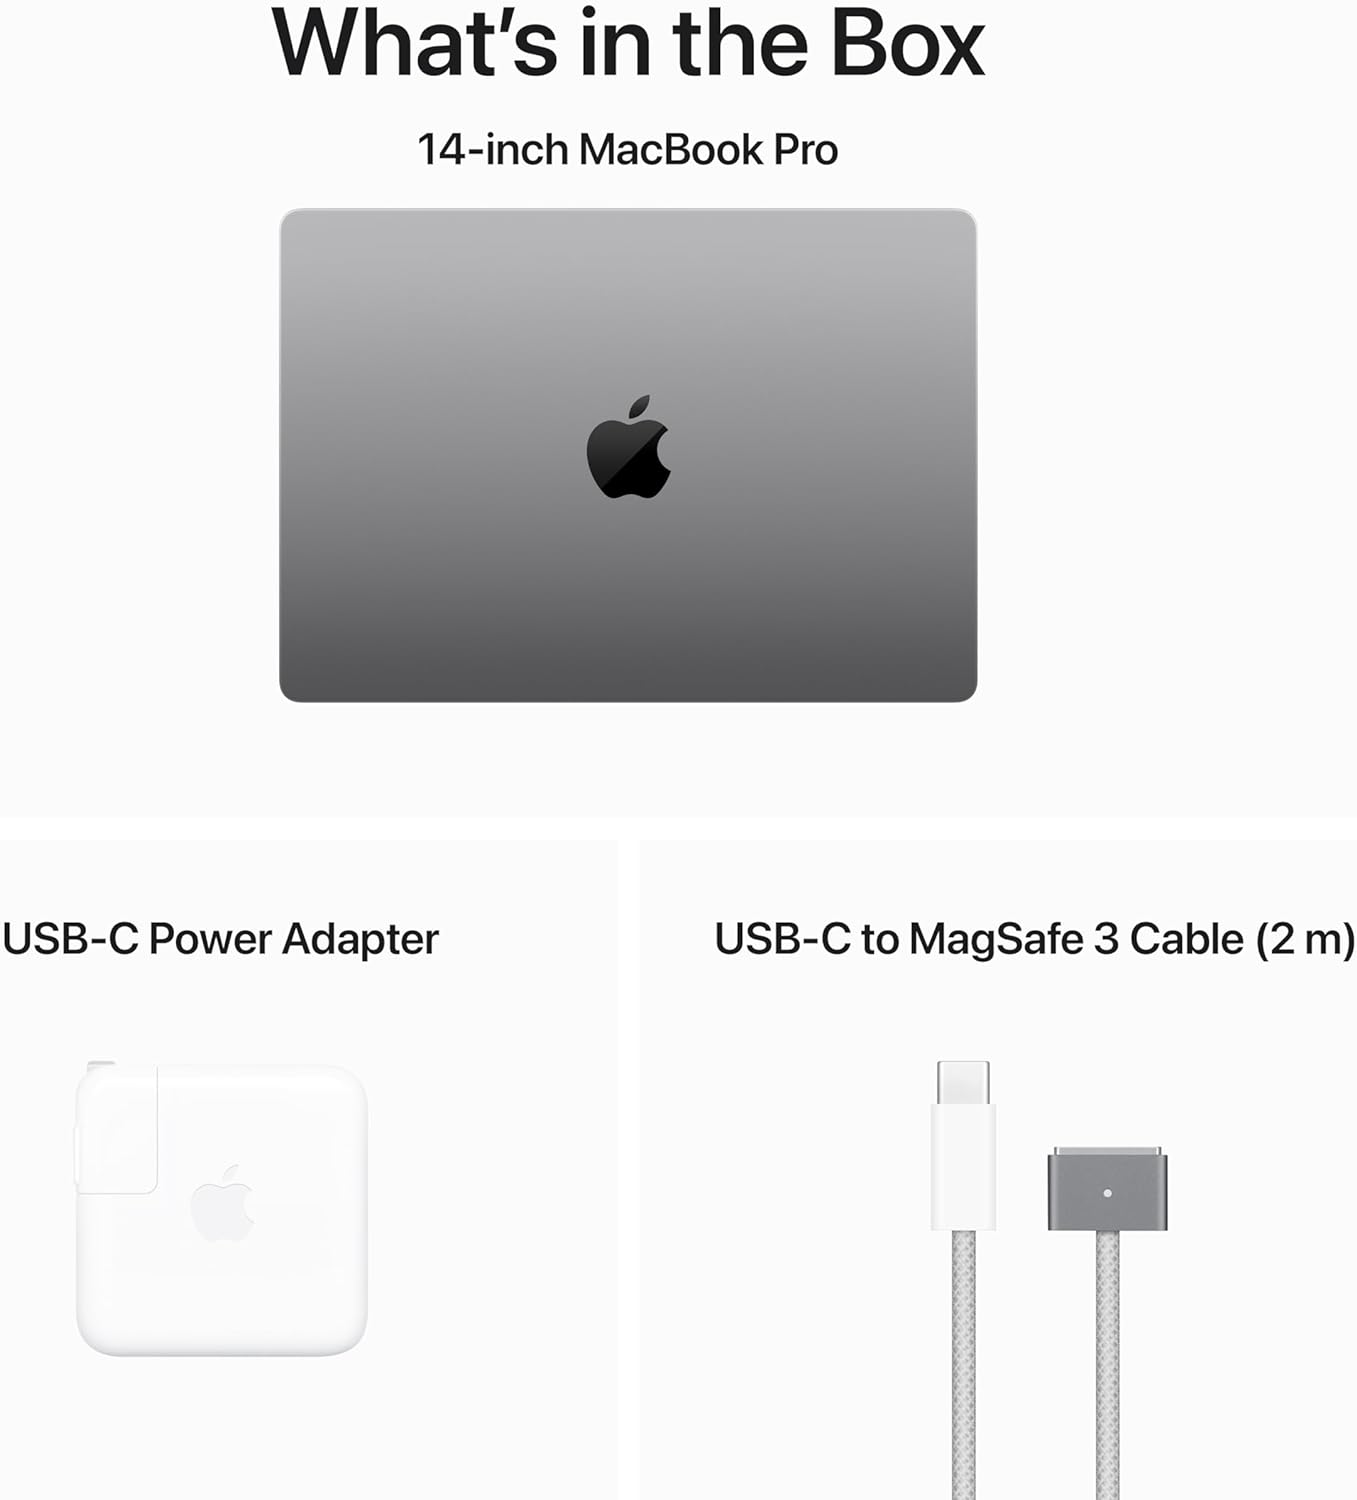 What’s in the Box
14-inch MacBook Pro
USB-C Power Adapter
USB-C to MagSafe 3 Cable (2 m)